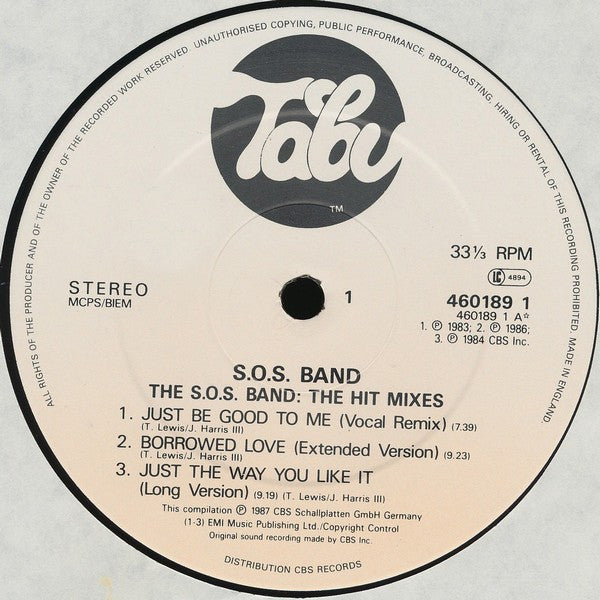 ALL RIGHTS OF THE PRODUCER AND OF THE OWNER OF THE RECORDED WORK RESERVED UNAUTHORISED COPYING, PUBLIC PERFORMANCE, BROADCASTING, HIRING OR RENTAL OF THIS RECORDING PROHIBITED. MADE IN ENGLAND.
Tabu
TM
33⅓ RPM
LC 4894
STEREO
MCPS/BIEM
1
460189 1
460189 1 A☆
1. ℗ 1983; 2. ℗ 1986;
3. ℗ 1984 CBS Inc.
S.O.S. BAND
THE S.O.S. BAND: THE HIT MIXES
1. JUST BE GOOD TO ME (Vocal Remix) (7.39)
(T. Lewis/J. Harris III)
2. BORROWED LOVE (Extended Version) (9.23)
(T. Lewis/J. Harris III)
3. JUST THE WAY YOU LIKE IT
(Long Version) (9.19) (T. Lewis/J. Harris III)
This compilation ℗ 1987 CBS Schallplatten GmbH Germany
(1-3) EMI Music Publishing Ltd./Copyright Control
Original sound recording made by CBS Inc.
DISTRIBUTION CBS RECORDS